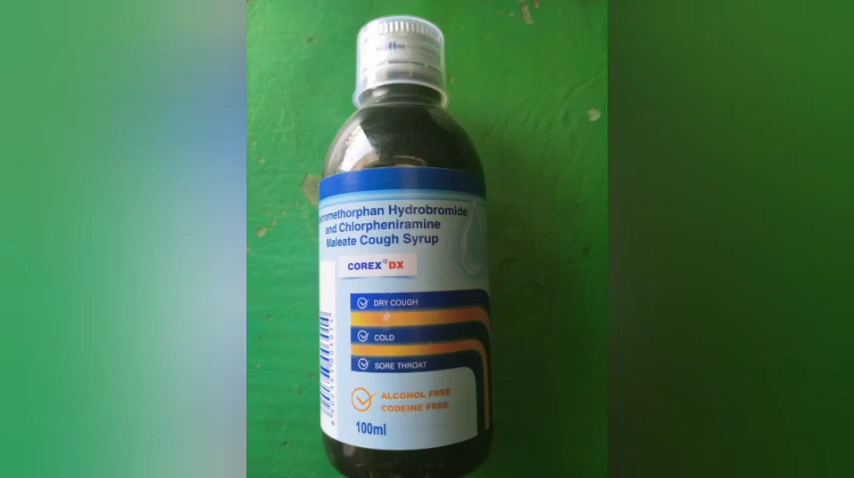 romethorphan Hydrobromide
and Chlorpheniramine
Maleate Cough Syrup
COREX® DX
DRY COUGH
COLD
SORE THROAT
ALCOHOL FREE
CODEINE FREE
100ml